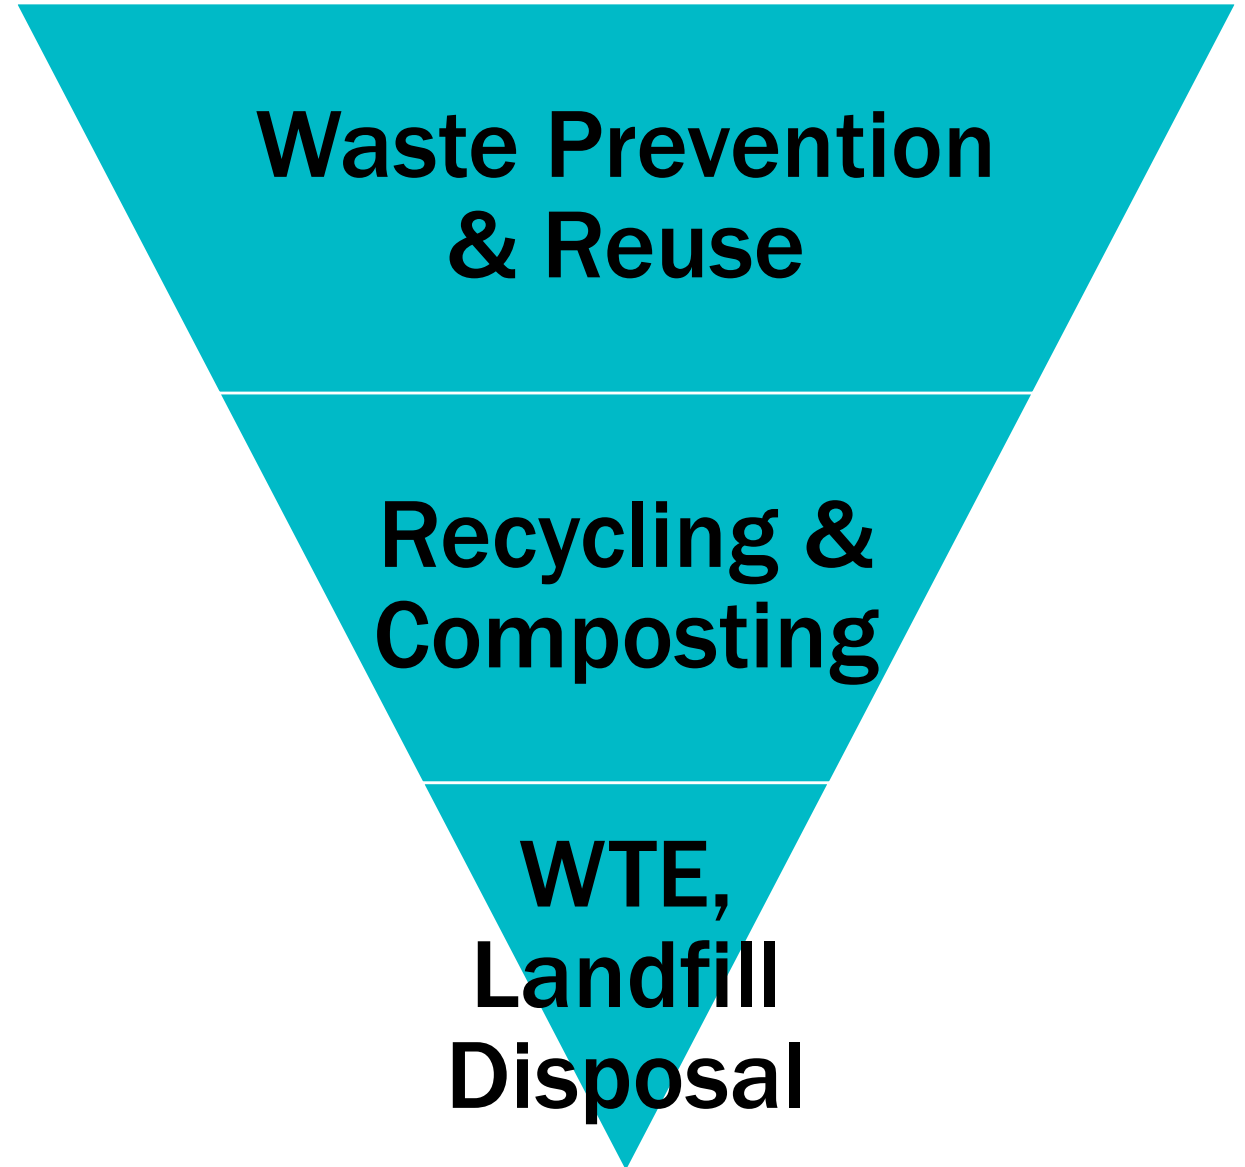 Waste Prevention
& Reuse
Recycling &
Composting
WTE,
Landfill
Disposal